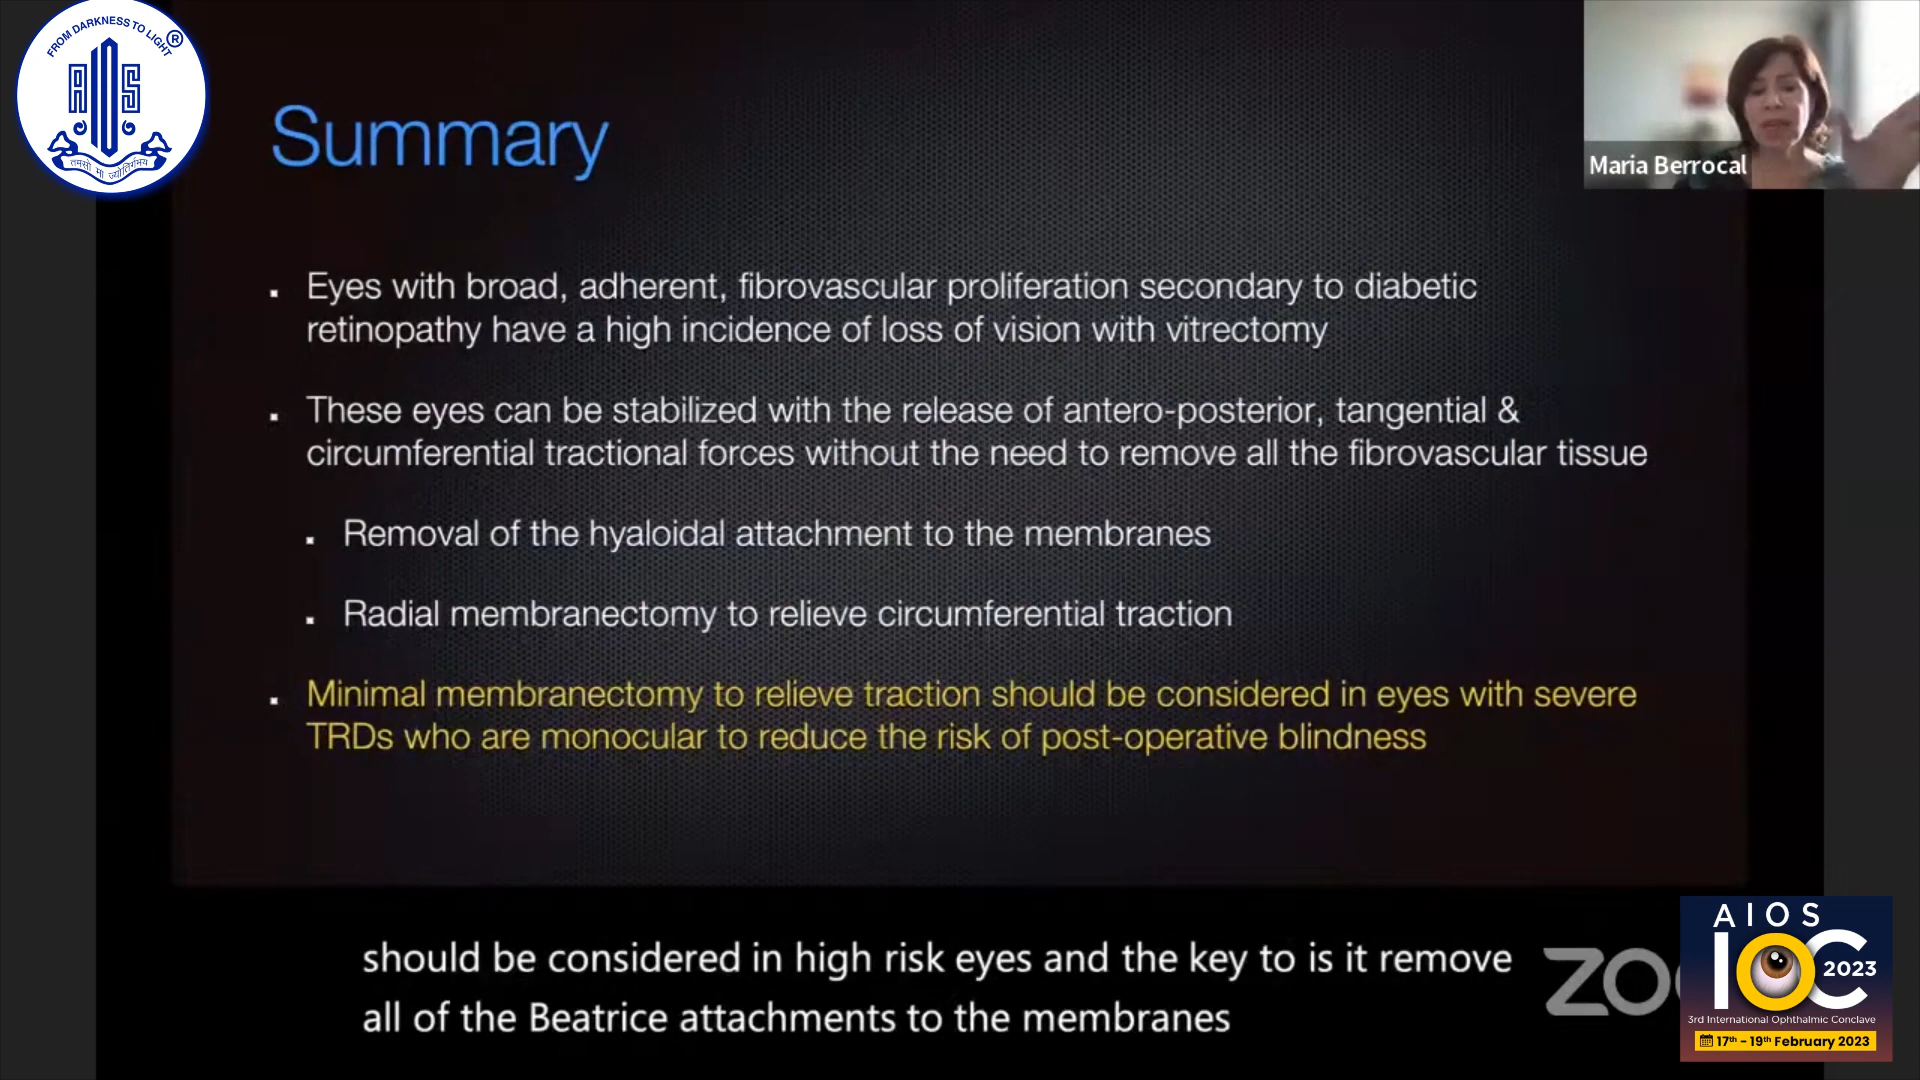 FROM DARKNESS TO LIGHT
®
AIOS
तमसो मा ज्योतिर्गमय
Maria Berrocal
Summary
▪ Eyes with broad, adherent, fibrovascular proliferation secondary to diabetic
retinopathy have a high incidence of loss of vision with vitrectomy
▪ These eyes can be stabilized with the release of antero-posterior, tangential &
circumferential tractional forces without the need to remove all the fibrovascular tissue
▪ Removal of the hyaloidal attachment to the membranes
▪ Radial membranectomy to relieve circumferential traction
▪ Minimal membranectomy to relieve traction should be considered in eyes with severe
TRDs who are monocular to reduce the risk of post-operative blindness
should be considered in high risk eyes and the key to is it remove
all of the Beatrice attachments to the membranes
ZO
AIOS
IOC 2023
3rd International Ophthalmic Conclave
17th - 19th February 2023